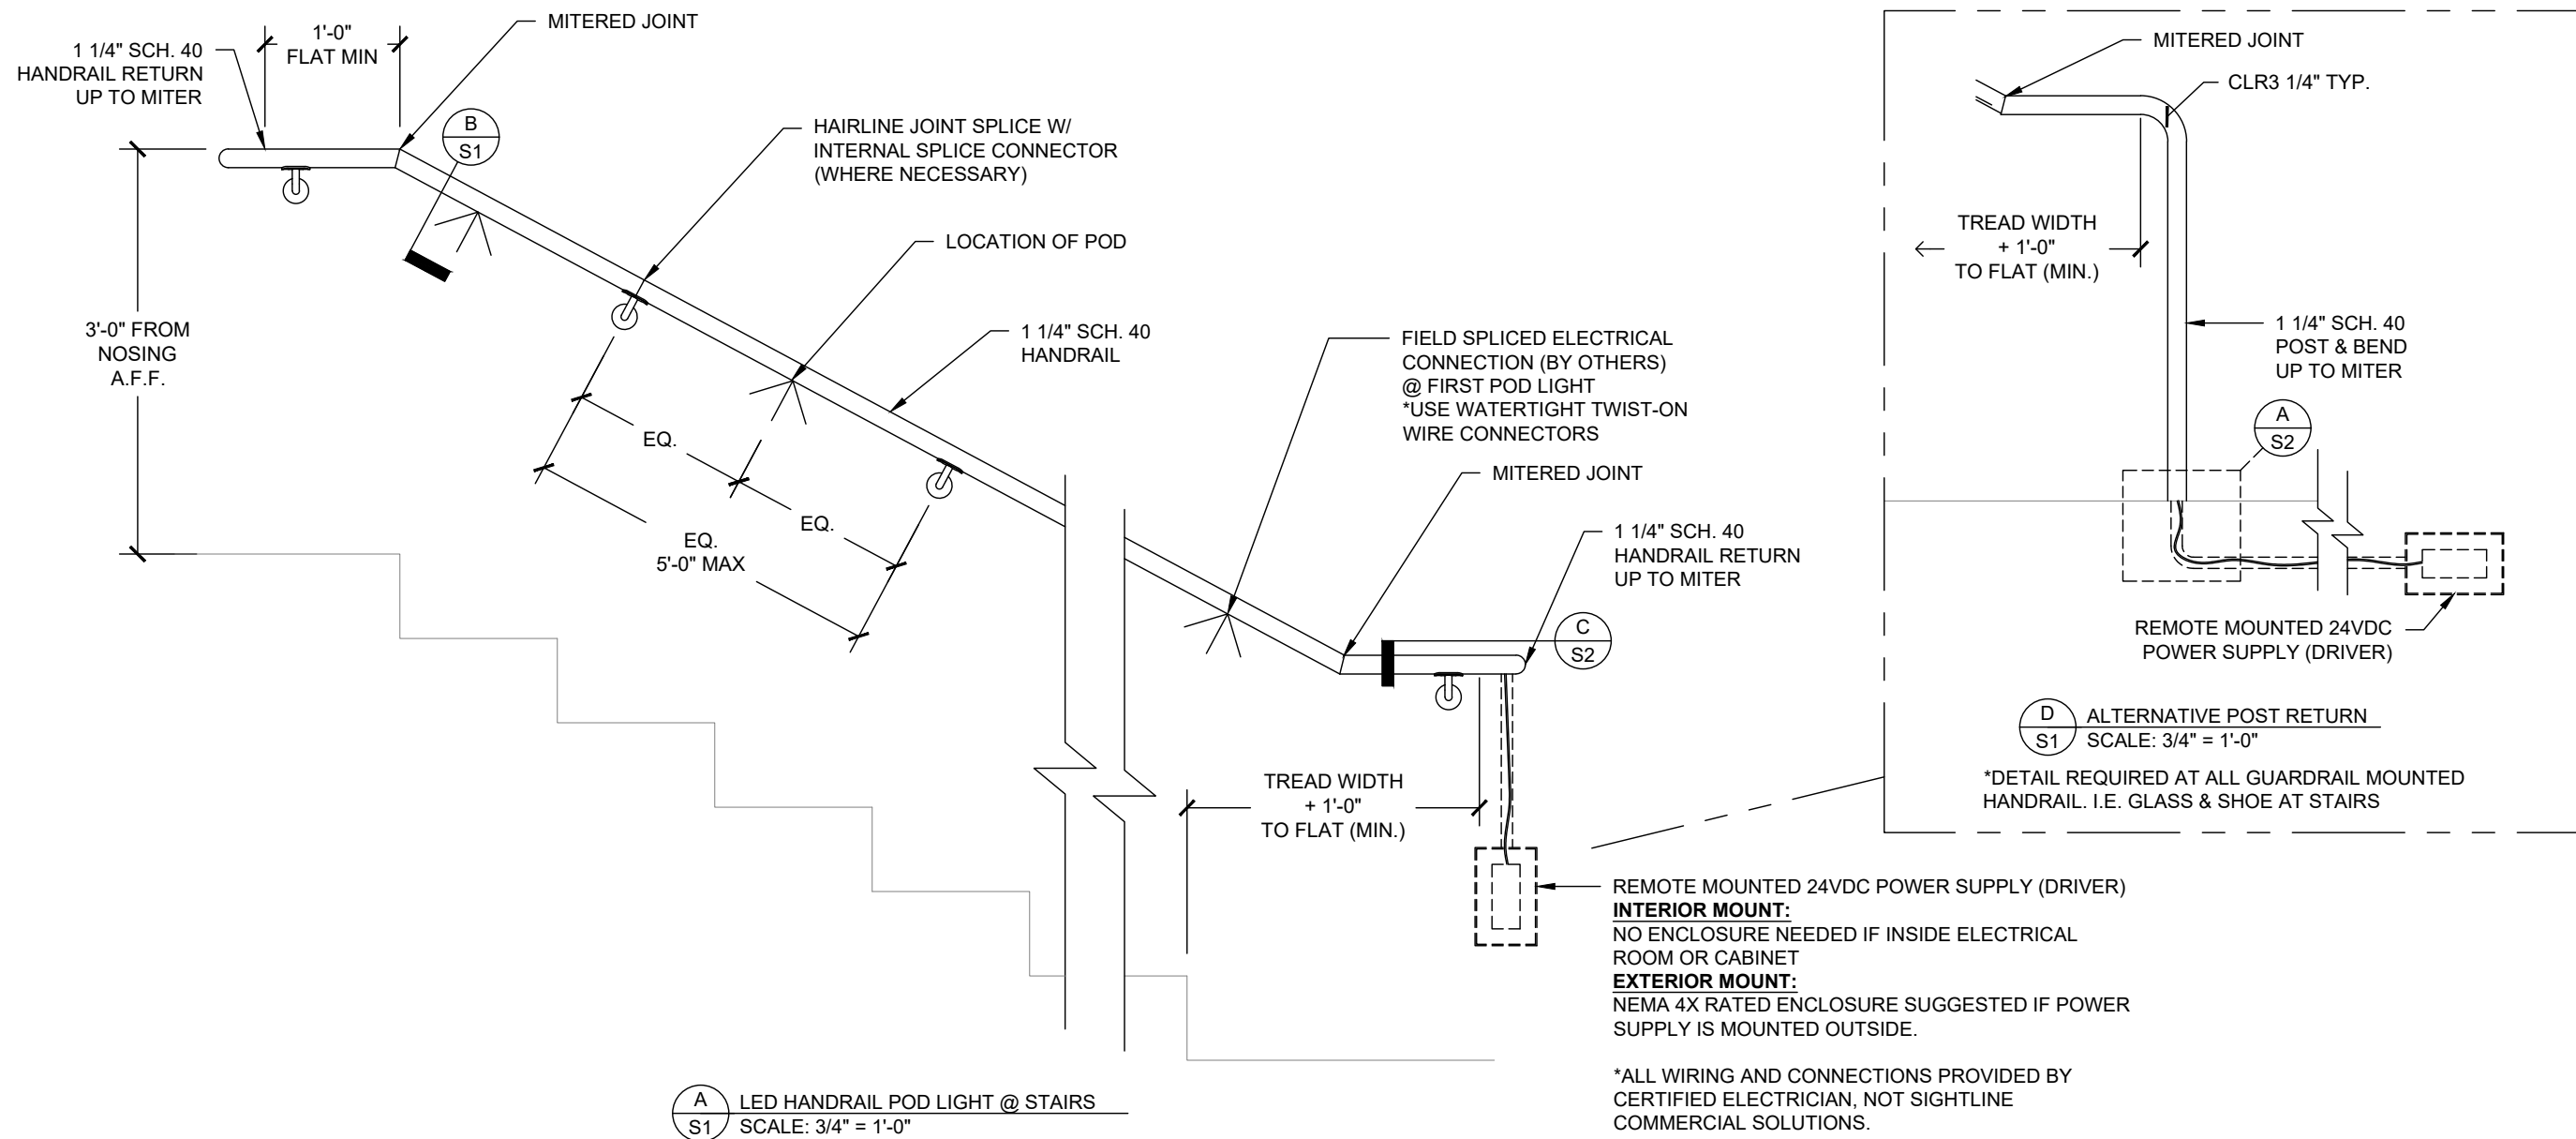 MITERED JOINT
1'-0"
FLAT MIN
1 1/4" SCH. 40
HANDRAIL RETURN
UP TO MITER
B
S1
HAIRLINE JOINT SPLICE W/
INTERNAL SPLICE CONNECTOR
(WHERE NECESSARY)
LOCATION OF POD
1 1/4" SCH. 40
HANDRAIL
3'-0" FROM
NOSING
A.F.F.
EQ.
EQ.
EQ.
5'-0" MAX
FIELD SPLICED ELECTRICAL
CONNECTION (BY OTHERS)
@ FIRST POD LIGHT
*USE WATERTIGHT TWIST-ON
WIRE CONNECTORS
MITERED JOINT
1 1/4" SCH. 40
HANDRAIL RETURN
UP TO MITER
C
S2
TREAD WIDTH
+ 1'-0"
TO FLAT (MIN.)
REMOTE MOUNTED 24VDC POWER SUPPLY (DRIVER)
INTERIOR MOUNT:
NO ENCLOSURE NEEDED IF INSIDE ELECTRICAL
ROOM OR CABINET
EXTERIOR MOUNT:
NEMA 4X RATED ENCLOSURE SUGGESTED IF POWER
SUPPLY IS MOUNTED OUTSIDE.
*ALL WIRING AND CONNECTIONS PROVIDED BY
CERTIFIED ELECTRICIAN, NOT SIGHTLINE
COMMERCIAL SOLUTIONS.
A
S1
LED HANDRAIL POD LIGHT @ STAIRS
SCALE: 3/4" = 1'-0"
MITERED JOINT
CLR3 1/4" TYP.
TREAD WIDTH
+ 1'-0"
TO FLAT (MIN.)
1 1/4" SCH. 40
POST & BEND
UP TO MITER
A
S2
REMOTE MOUNTED 24VDC
POWER SUPPLY (DRIVER)
D
S1
ALTERNATIVE POST RETURN
SCALE: 3/4" = 1'-0"
*DETAIL REQUIRED AT ALL GUARDRAIL MOUNTED
HANDRAIL. I.E. GLASS & SHOE AT STAIRS